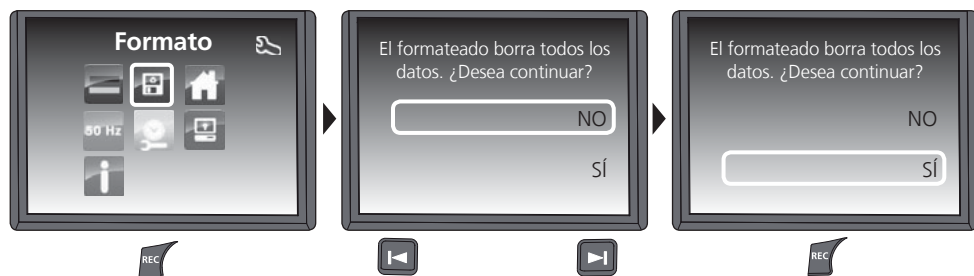 Formato
80 Hz
i
El formateado borra todos los
datos. ¿Desea continuar?
NO
SÍ
El formateado borra todos los
datos. ¿Desea continuar?
NO
SÍ
REC
REC